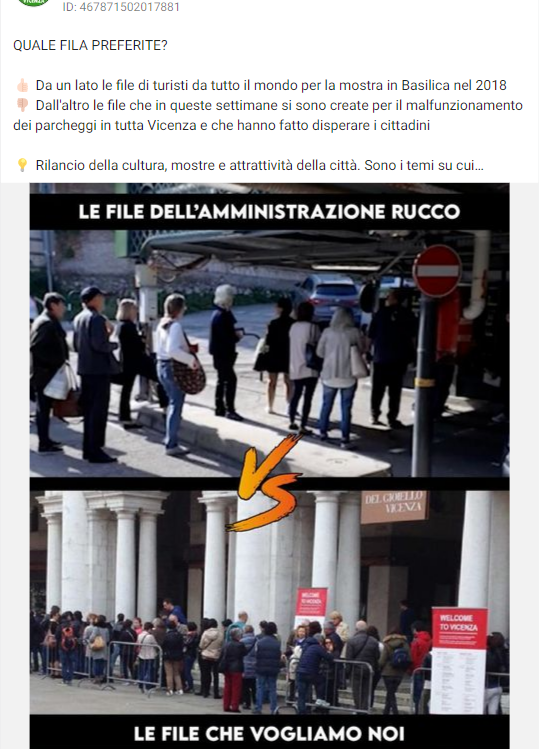 VICENZA
ID: 467871502017881
QUALE FILA PREFERITE?
👍🏻 Da un lato le file di turisti da tutto il mondo per la mostra in Basilica nel 2018
👎🏻 Dall'altro le file che in queste settimane si sono create per il malfunzionamento
dei parcheggi in tutta Vicenza e che hanno fatto disperare i cittadini
💡 Rilancio della cultura, mostre e attrattività della città. Sono i temi su cui...
LE FILE DELL'AMMINISTRAZIONE RUCCO
VS
DEL GIOIELLO
VICENZA
WELCOME
TO VICENZA
WELCOME
TO VICENZA
LE FILE CHE VOGLIAMO NOI